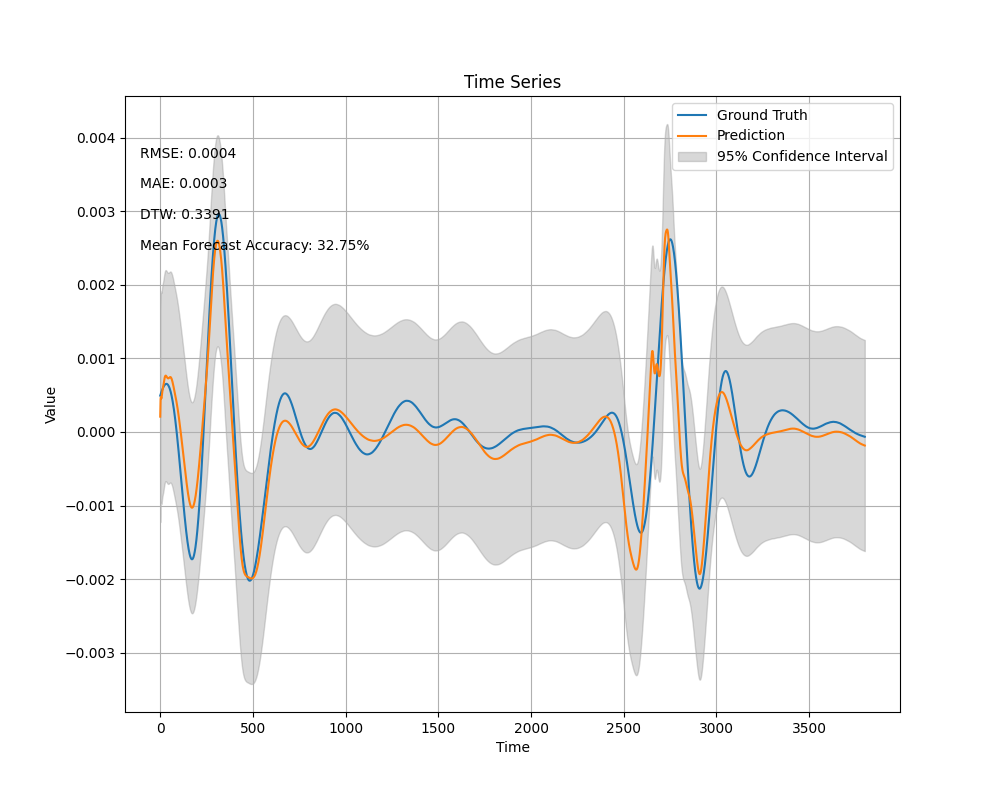 Time Series
Ground Truth
Prediction
95% Confidence Interval
RMSE: 0.0004
MAE: 0.0003
DTW: 0.3391
Mean Forecast Accuracy: 32.75%
0.004
0.003
0.002
0.001
0.000
−0.001
−0.002
−0.003
Value
0 500 1000 1500 2000 2500 3000 3500
Time